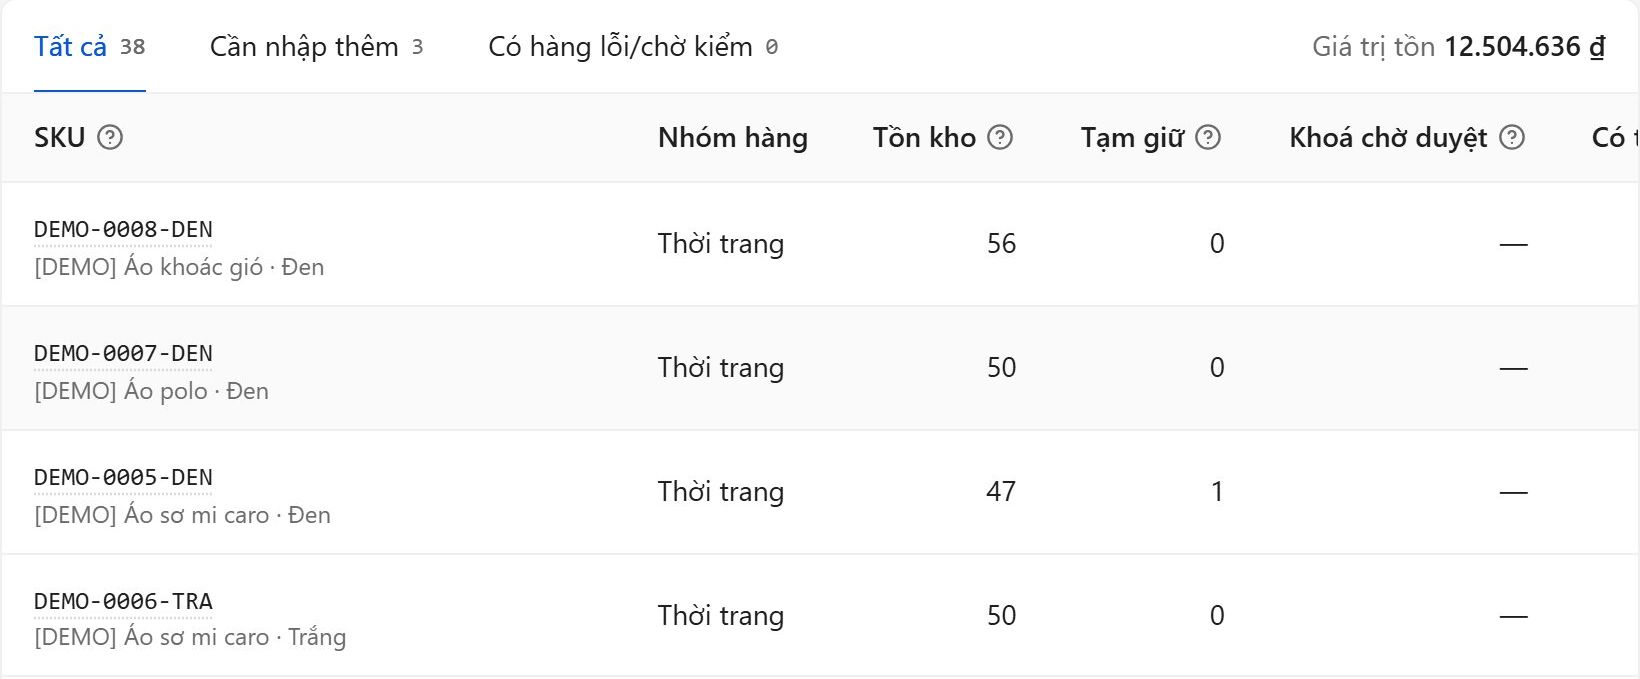 Tất cả 38 Cần nhập thêm 3 Có hàng lỗi/chờ kiểm 0 Giá trị tồn 12.504.636 ₫
SKU Nhóm hàng Tồn kho Tạm giữ Khoá chờ duyệt Có
DEMO-0008-DEN
[DEMO] Áo khoác gió · Đen
Thời trang 56 0 —
DEMO-0007-DEN
[DEMO] Áo polo · Đen
Thời trang 50 0 —
DEMO-0005-DEN
[DEMO] Áo sơ mi caro · Đen
Thời trang 47 1 —
DEMO-0006-TRA
[DEMO] Áo sơ mi caro · Trắng
Thời trang 50 0 —